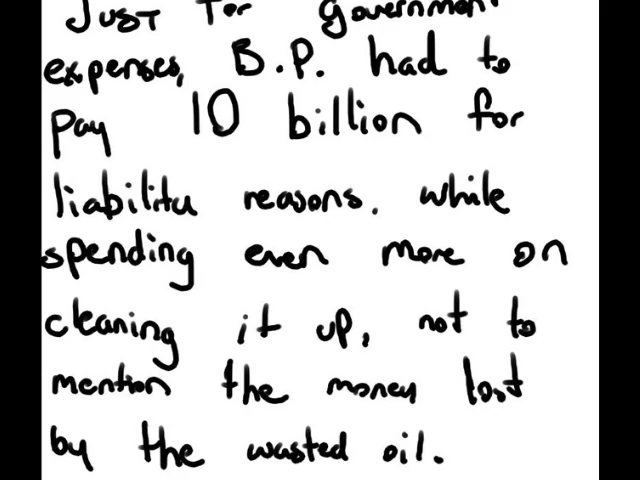 Just for Government
expenses, B.P. had to
pay 10 billion for
liability reasons. while
spending even more on
cleaning it up, not to
mention the money lost
by the wasted oil.